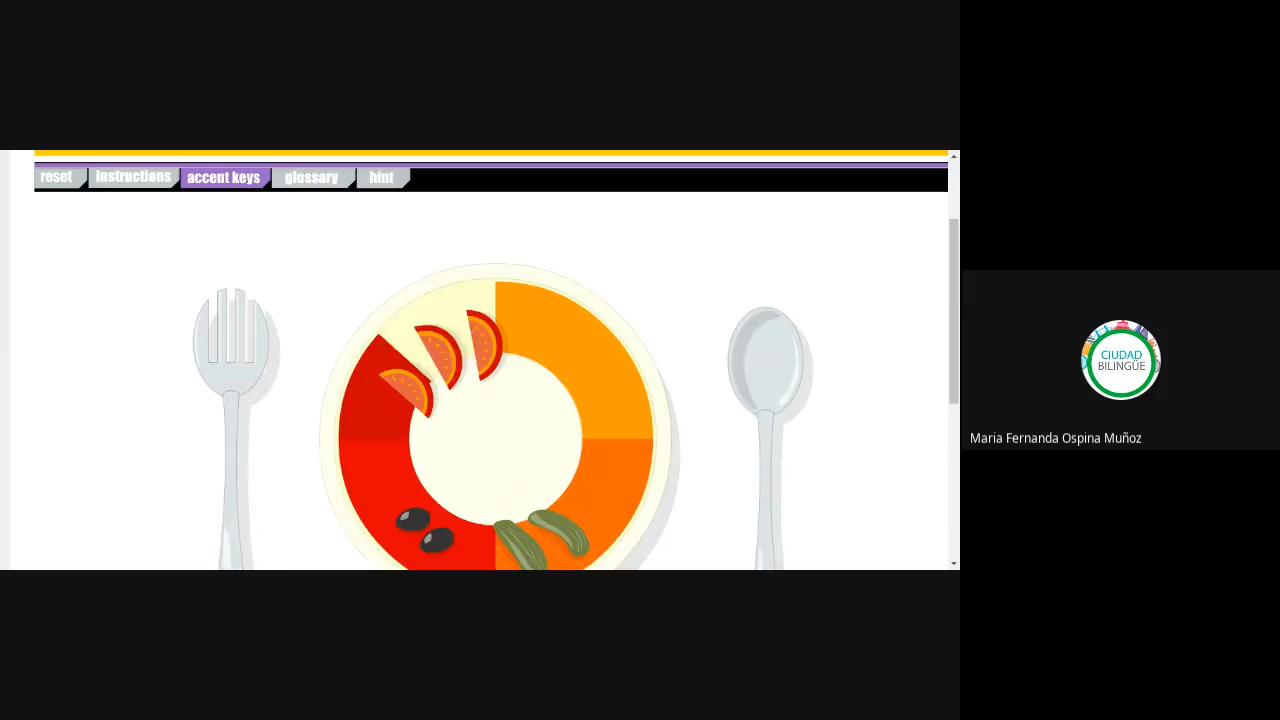 reset instructions accent keys glossary hint
CIUDAD
BILINGÜE
Maria Fernanda Ospina Muñoz